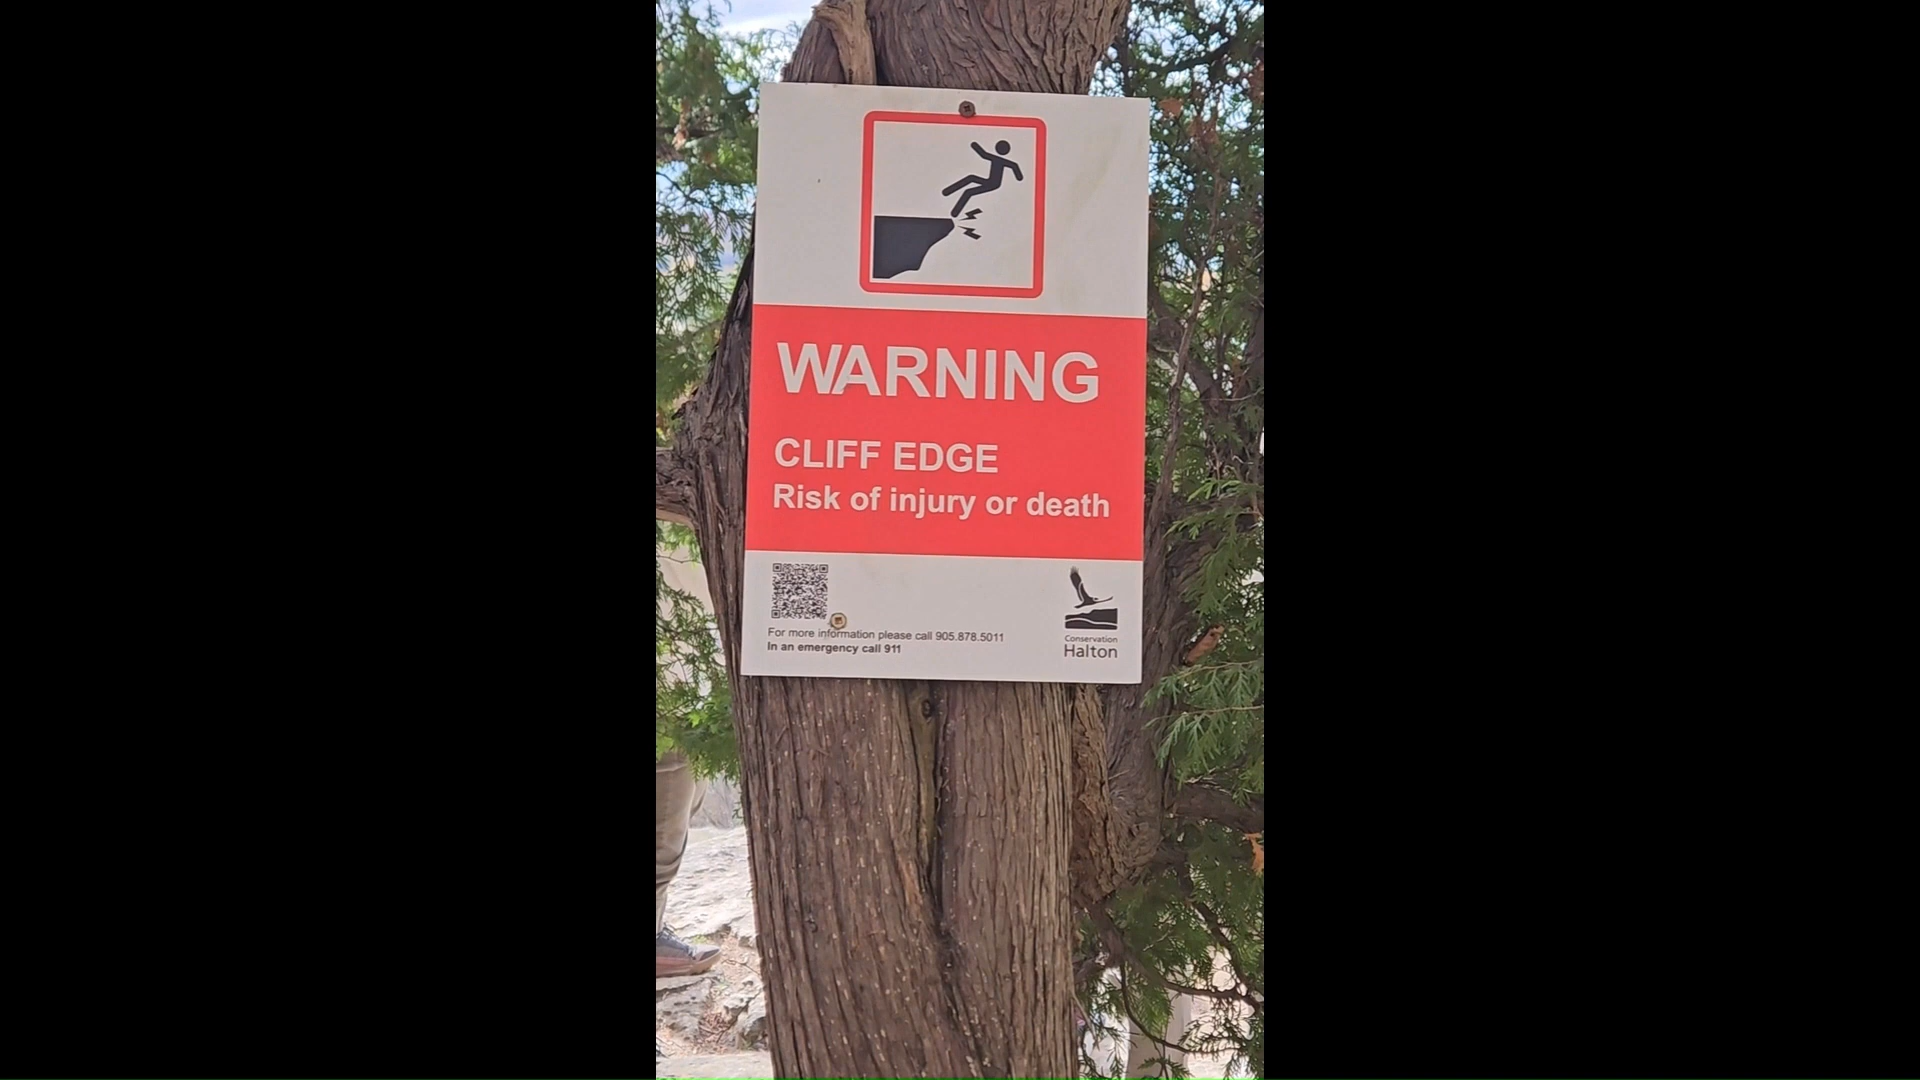 WARNING
CLIFF EDGE
Risk of injury or death
For more information please call 905.878.5011
In an emergency call 911
Conservation
Halton